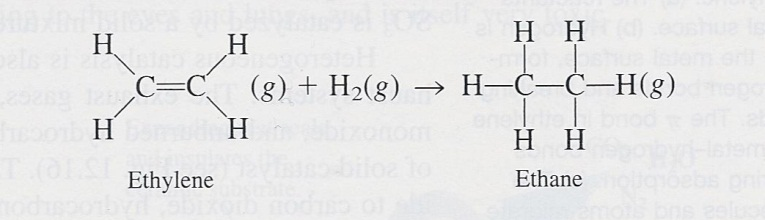 H H H H
C=C (g) + H₂(g) → H—C—C—H(g)
H H H H
Ethylene Ethane